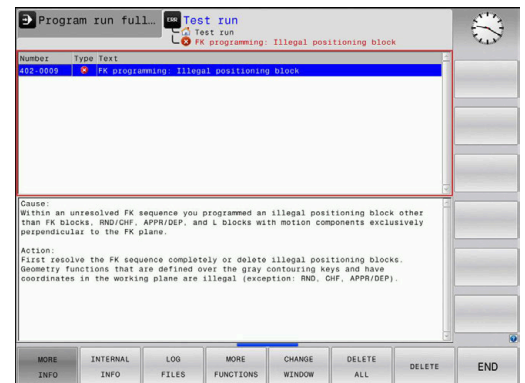 Program run full… ERR Test run
Test run
FK programming: Illegal positioning block
Number Type Text
402-0009 FK programming: Illegal positioning block
Cause:
Within an unresolved FK sequence you programmed an illegal positioning block other
than FK blocks, RND/CHF, APPR/DEP, and L blocks with motion components exclusively
perpendicular to the FK plane.
Action:
First resolve the FK sequence completely or delete illegal positioning blocks.
Geometry functions that are defined over the gray contouring keys and have
coordinates in the working plane are illegal (exception: RND, CHF, APPR/DEP).
MORE INFO
INTERNAL INFO
LOG FILES
MORE FUNCTIONS
CHANGE WINDOW
DELETE ALL
DELETE
END